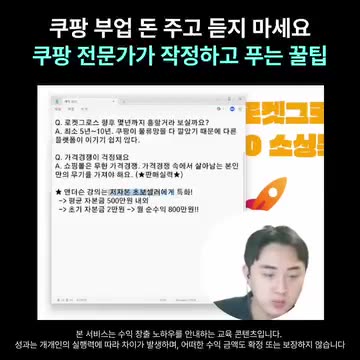 쿠팡 부업 돈 주고 듣지 마세요
쿠팡 전문가가 작정하고 푸는 꿀팁
Q. 로켓그로스 향후 몇년까지 흥할거라 보실까요?
A. 최소 5년~10년. 쿠팡이 물류망을 다 깔았기 때문에 다른
플랫폼이 이기기 쉽지 않다.
Q. 가격경쟁이 걱정돼요
A. 쇼핑몰은 무한 가격경쟁. 가격경쟁 속에서 살아남는 본인
만의 무기를 가져야 해요. (★판매실력★)
★ 앤더슨 강의는 저자본 초보셀러에게 특화!
-> 평균 자본금 500만원 내외
-> 초기 자본금 2만원 -> 월 순수익 800만원!!
로켓그로
소싱
본 서비스는 수익 창출 노하우를 안내하는 교육 콘텐츠입니다.
성과는 개개인의 실행력에 따라 차이가 발생하며, 어떠한 수익 금액도 확정 또는 보장하지 않습니다